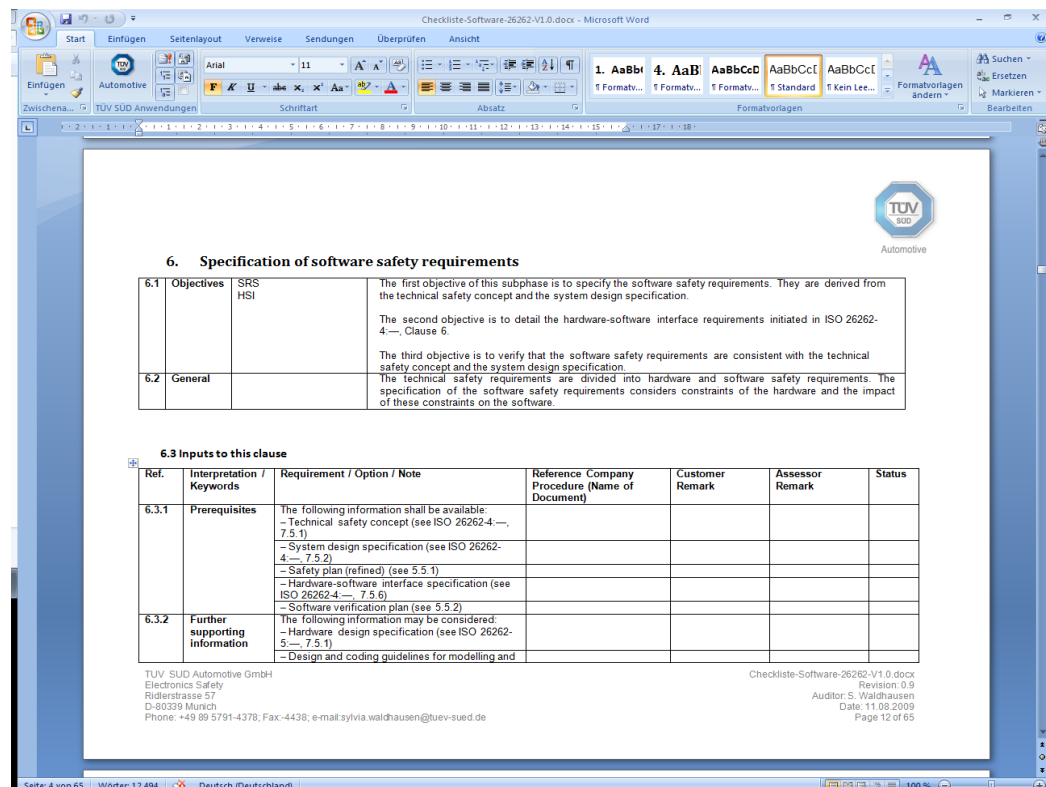 Checkliste-Software-26262-V1.0.docx - Microsoft Word
Start Einfügen Seitenlayout Verweise Sendungen Überprüfen Ansicht
Einfügen
Zwischena...
Automotive
TÜV SÜD Anwendungen
Arial 11
F K U abe x₂ x² Aa
Schriftart
Absatz
1. AaBb 4. AaB AaBbCcD AaBbCcD AaBbCcD
¶ Formatv... ¶ Formatv... ¶ Formatv... ¶ Standard ¶ Kein Lee...
Formatvorlagen ändern
Formatvorlagen
Suchen
Ersetzen
Markieren
Bearbeiten
TÜV
SÜD
Automotive
6. Specification of software safety requirements
6.1 Objectives SRS
HSI
The first objective of this subphase is to specify the software safety requirements. They are derived from
the technical safety concept and the system design specification.
The second objective is to detail the hardware-software interface requirements initiated in ISO 26262-
4:—, Clause 6.
The third objective is to verify that the software safety requirements are consistent with the technical
safety concept and the system design specification.
6.2 General
The technical safety requirements are divided into hardware and software safety requirements. The
specification of the software safety requirements considers constraints of the hardware and the impact
of these constraints on the software.
6.3 Inputs to this clause
Ref. Interpretation / Keywords Requirement / Option / Note Reference Company Procedure (Name of Document) Customer Remark Assessor Remark Status
6.3.1 Prerequisites
The following information shall be available:
– Technical safety concept (see ISO 26262-4:—,
7.5.1)
– System design specification (see ISO 26262-
4:—, 7.5.2)
– Safety plan (refined) (see 5.5.1)
– Hardware-software interface specification (see
ISO 26262-4:—, 7.5.6)
– Software verification plan (see 5.5.2)
6.3.2 Further supporting information
The following information may be considered:
– Hardware design specification (see ISO 26262-
5:—, 7.5.1)
– Design and coding guidelines for modelling and
TUV SUD Automotive GmbH
Electronics Safety
Ridlerstrasse 57
D-80339 Munich
Phone: +49 89 5791-4378; Fax:-4438; e-mail:sylvia.waldhausen@tuev-sued.de
Checkliste-Software-26262-V1.0.docx
Revision: 0.9
Auditor: S. Waldhausen
Date: 11.08.2009
Page 12 of 65
Seite: 4 von 65 Wörter: 12.494 Deutsch (Deutschland) 100 %